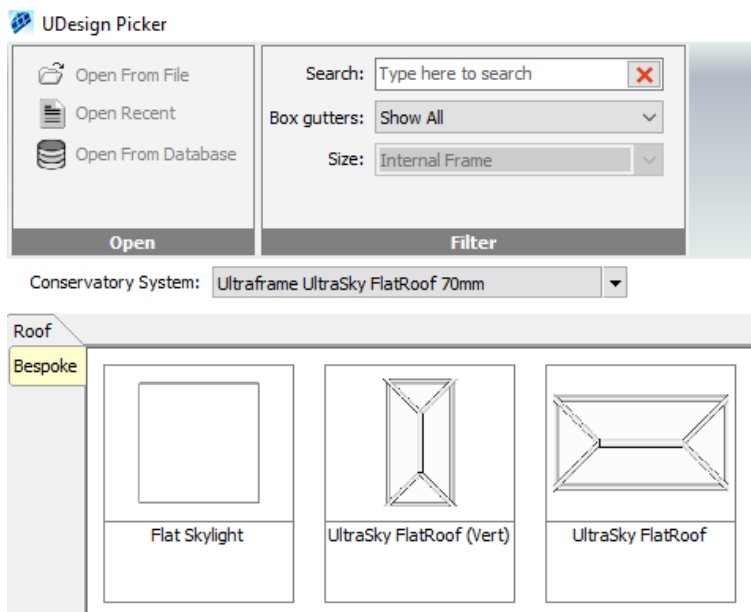 UDesign Picker
Open From File
Open Recent
Open From Database
Open
Search: Type here to search
Box gutters: Show All
Size: Internal Frame
Filter
Conservatory System: Ultraframe UltraSky FlatRoof 70mm
Roof
Bespoke
Flat Skylight
UltraSky FlatRoof (Vert)
UltraSky FlatRoof